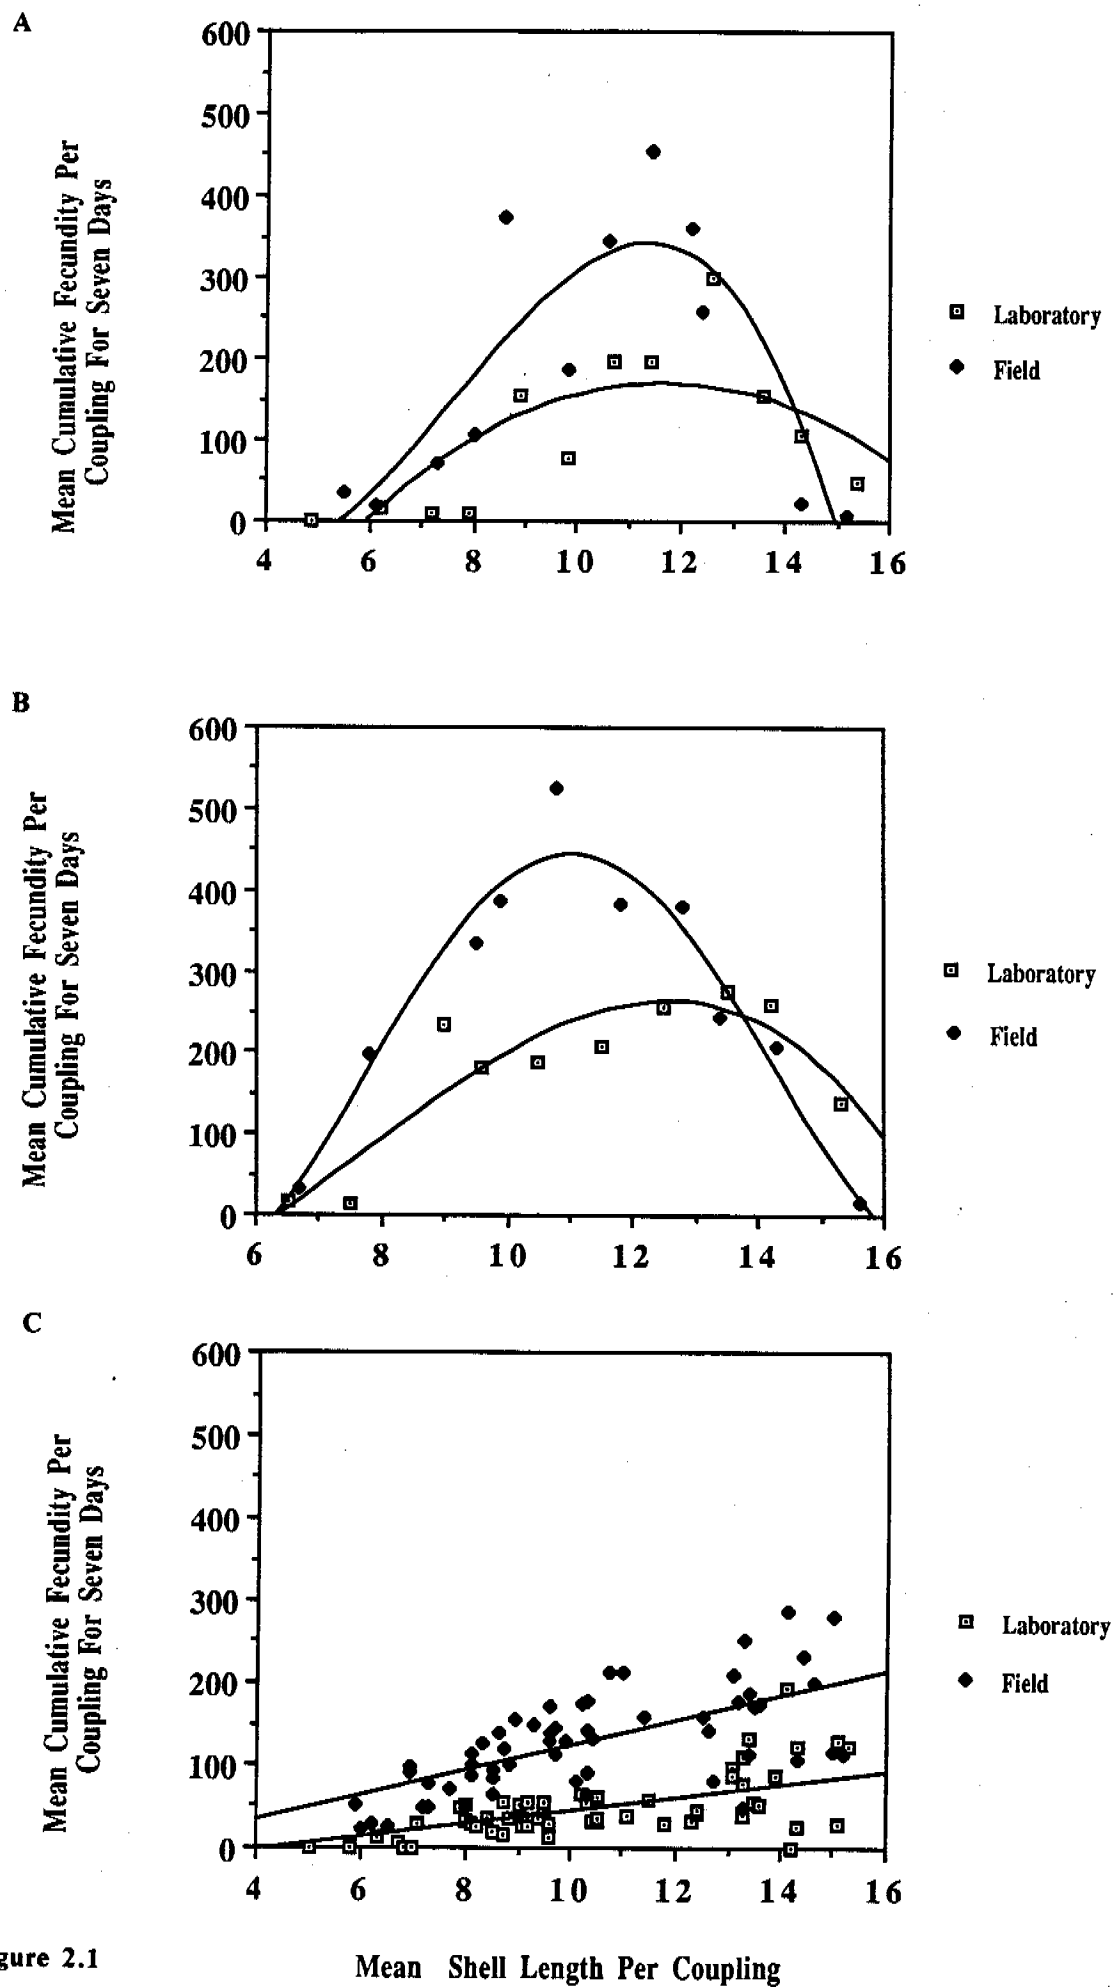 A
600
500
400
300
200
100
0
Mean Cumulative Fecundity Per
Coupling For Seven Days
4 6 8 10 12 14 16
Laboratory
Field
B
600
500
400
300
200
100
0
Mean Cumulative Fecundity Per
Coupling For Seven Days
6 8 10 12 14 16
Laboratory
Field
C
600
500
400
300
200
100
0
Mean Cumulative Fecundity Per
Coupling For Seven Days
4 6 8 10 12 14 16
Laboratory
Field
gure 2.1
Mean Shell Length Per Coupling